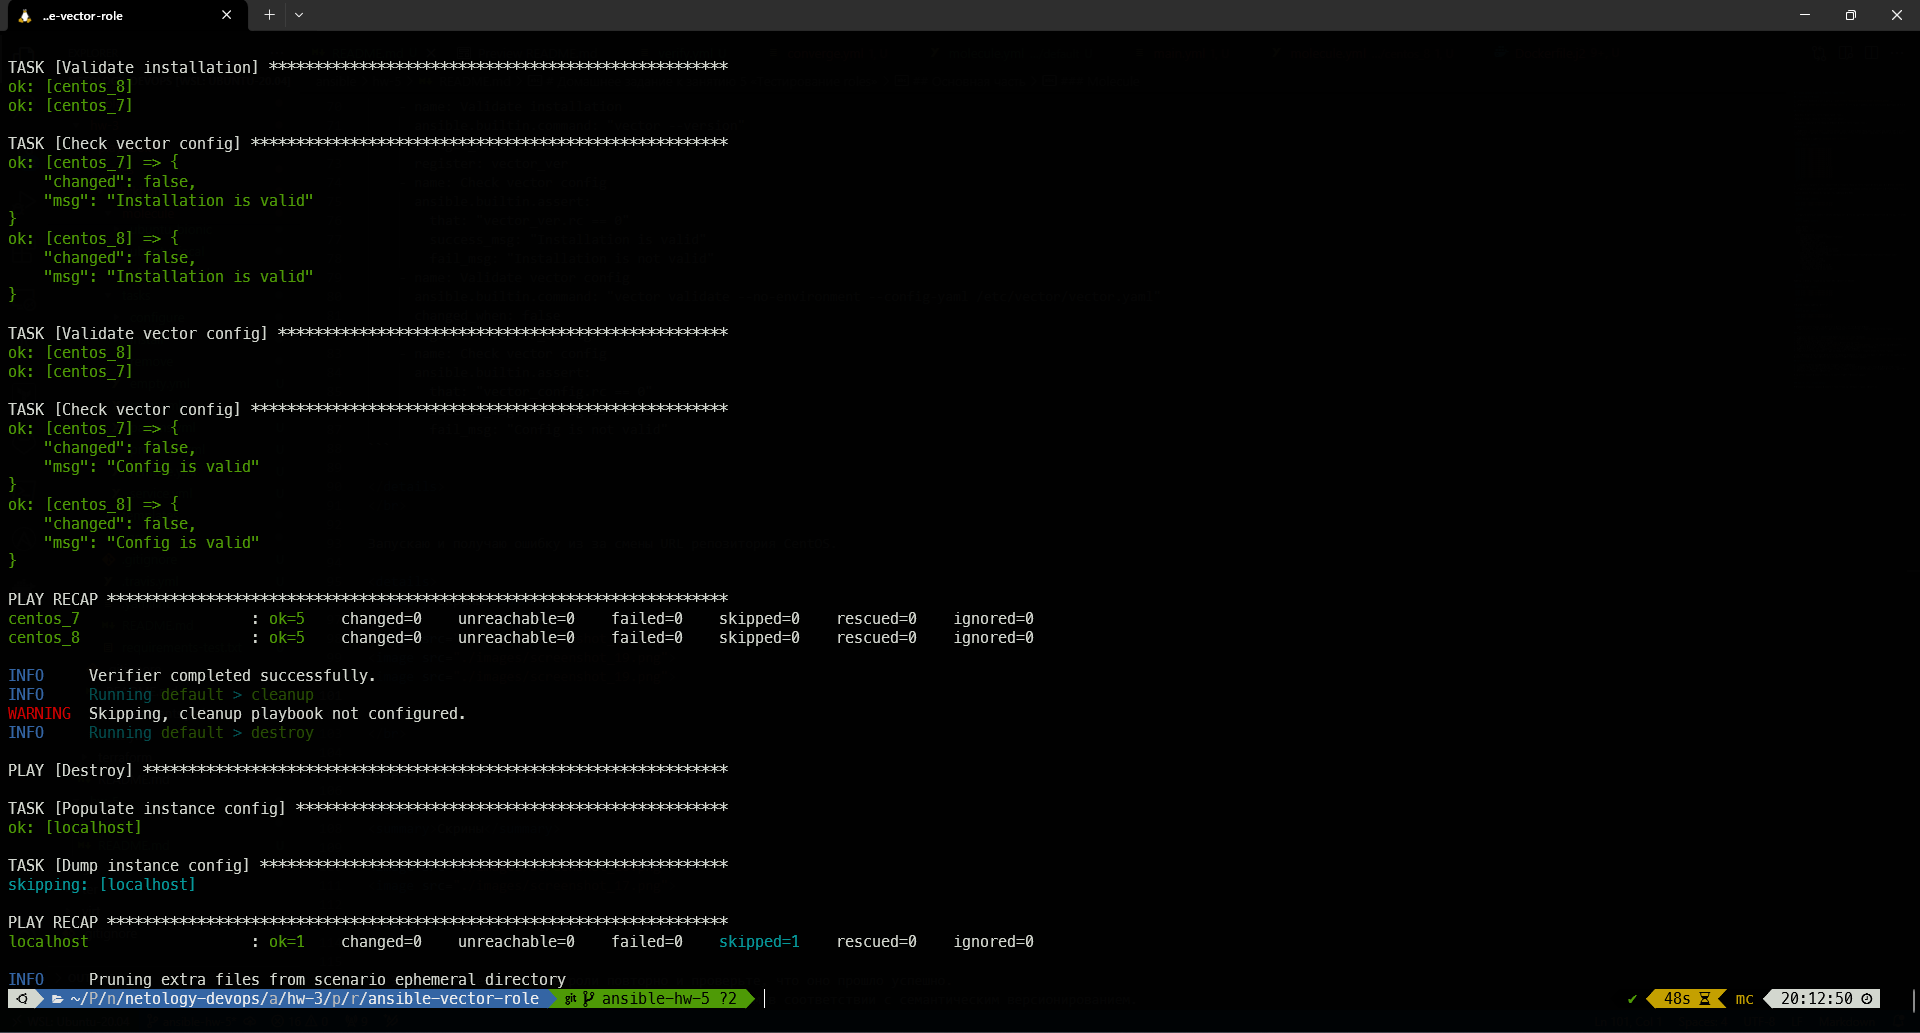 ..e-vector-role
TASK [Validate installation] ***************************************************
ok: [centos_8]
ok: [centos_7]
TASK [Check vector config] *****************************************************
ok: [centos_7] => {
    "changed": false,
    "msg": "Installation is valid"
}
ok: [centos_8] => {
    "changed": false,
    "msg": "Installation is valid"
}
TASK [Validate vector config] **************************************************
ok: [centos_8]
ok: [centos_7]
TASK [Check vector config] *****************************************************
ok: [centos_7] => {
    "changed": false,
    "msg": "Config is valid"
}
ok: [centos_8] => {
    "changed": false,
    "msg": "Config is valid"
}
PLAY RECAP *********************************************************************
centos_7                   : ok=5    changed=0    unreachable=0    failed=0    skipped=0    rescued=0    ignored=0
centos_8                   : ok=5    changed=0    unreachable=0    failed=0    skipped=0    rescued=0    ignored=0
INFO     Verifier completed successfully.
INFO     Running default > cleanup
WARNING  Skipping, cleanup playbook not configured.
INFO     Running default > destroy
PLAY [Destroy] *****************************************************************
TASK [Populate instance config] ************************************************
ok: [localhost]
TASK [Dump instance config] ****************************************************
skipping: [localhost]
PLAY RECAP *********************************************************************
localhost                  : ok=1    changed=0    unreachable=0    failed=0    skipped=1    rescued=0    ignored=0
INFO     Pruning extra files from scenario ephemeral directory
~/P/n/netology-devops/a/hw-3/p/r/ansible-vector-role git ansible-hw-5 ?2 ✔ 48s mc 20:12:50